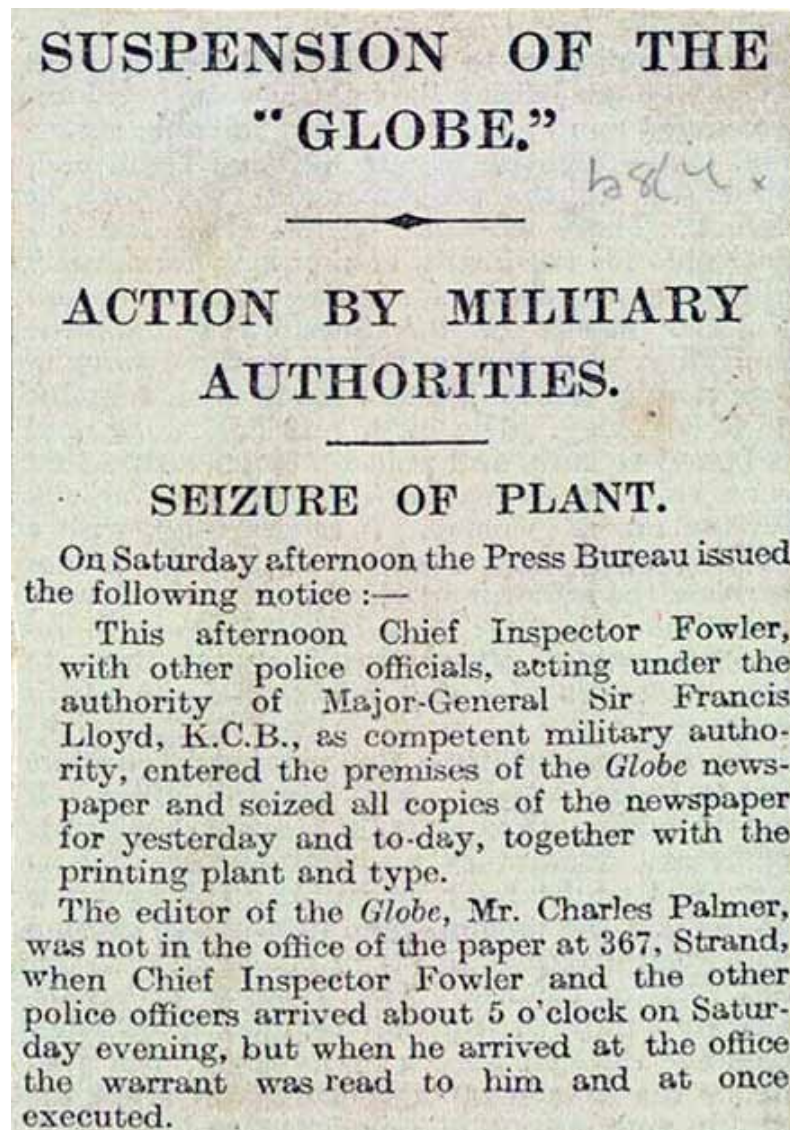 SUSPENSION OF THE
“GLOBE.”
ACTION BY MILITARY
AUTHORITIES.
SEIZURE OF PLANT.
On Saturday afternoon the Press Bureau issued
the following notice :—
This afternoon Chief Inspector Fowler,
with other police officials, acting under the
authority of Major-General Sir Francis
Lloyd, K.C.B., as competent military autho-
rity, entered the premises of the Globe news-
paper and seized all copies of the newspaper
for yesterday and to-day, together with the
printing plant and type.
The editor of the Globe, Mr. Charles Palmer,
was not in the office of the paper at 367, Strand,
when Chief Inspector Fowler and the other
police officers arrived about 5 o'clock on Satur-
day evening, but when he arrived at the office
the warrant was read to him and at once
executed.